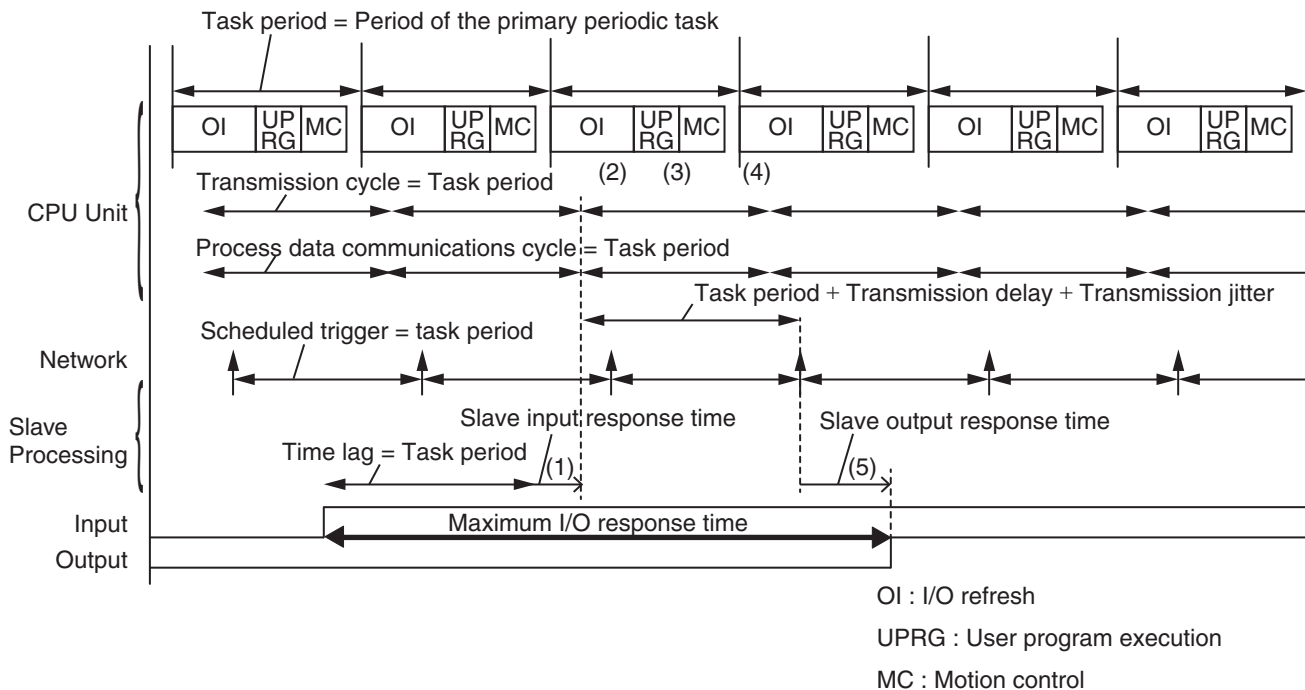 Task period = Period of the primary periodic task
OI UP RG MC OI UP RG MC OI UP RG MC OI UP RG MC OI UP RG MC OI UP RG MC
(2) (3) (4)
Transmission cycle = Task period
CPU Unit
Process data communications cycle = Task period
Task period + Transmission delay + Transmission jitter
Scheduled trigger = task period
Network
Slave input response time
Slave output response time
Slave
Processing
Time lag = Task period
(1)
(5)
Input
Maximum I/O response time
Output
OI : I/O refresh
UPRG : User program execution
MC : Motion control